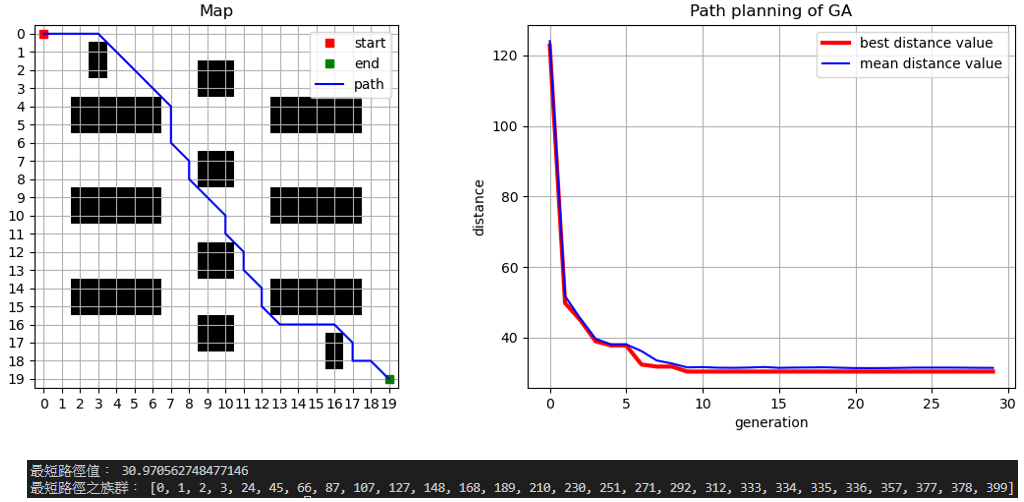 Map
Path planning of GA
start
end
path
0
1
2
3
4
5
6
7
8
9
10
11
12
13
14
15
16
17
18
19
0 1 2 3 4 5 6 7 8 9 10 11 12 13 14 15 16 17 18 19
best distance value
mean distance value
distance
120
100
80
60
40
0 5 10 15 20 25 30
generation
最短路徑值： 30.970562748477146
最短路徑之族群： [0, 1, 2, 3, 24, 45, 66, 87, 107, 127, 148, 168, 189, 210, 230, 251, 271, 292, 312, 333, 334, 335, 336, 357, 377, 378, 399]